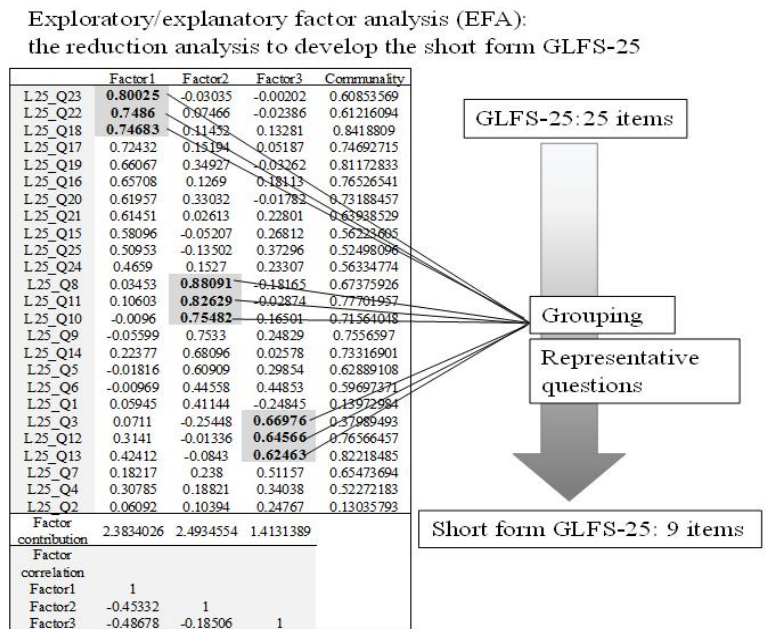 Exploratory/explanatory factor analysis (EFA):
the reduction analysis to develop the short form GLFS-25
Factor1 Factor2 Factor3 Communality
L25_Q23 0.80025 -0.03035 -0.00202 0.60853569
L25_Q22 0.7486 0.07466 -0.02386 0.61216094
L25_Q18 0.74683 0.11452 0.13281 0.8418809
L25_Q17 0.72432 0.15194 0.05187 0.74692715
L25_Q19 0.66067 0.34927 -0.03262 0.81172833
L25_Q16 0.65708 0.1269 0.18113 0.76526541
L25_Q20 0.61957 0.33032 -0.01782 0.73188457
L25_Q21 0.61451 0.02613 0.22801 0.63938529
L25_Q15 0.58096 -0.05207 0.26812 0.56223605
L25_Q25 0.50953 -0.13502 0.37296 0.52498096
L25_Q24 0.4659 0.1527 0.23307 0.56334774
L25_Q8 0.03453 0.88091 -0.18165 0.67375926
L25_Q11 0.10603 0.82629 -0.02874 0.77701957
L25_Q10 -0.0096 0.75482 0.16501 0.71564048
L25_Q9 -0.05599 0.7533 0.24829 0.7556597
L25_Q14 0.22377 0.68096 0.02578 0.73316901
L25_Q5 -0.01816 0.60909 0.29854 0.62889108
L25_Q6 -0.00969 0.44558 0.44853 0.59697371
L25_Q1 0.05945 0.41144 -0.24845 0.13972984
L25_Q3 0.0711 -0.25448 0.66976 0.37989493
L25_Q12 0.3141 -0.01336 0.64566 0.76566457
L25_Q13 0.42412 -0.0843 0.62463 0.82218485
L25_Q7 0.18217 0.238 0.51157 0.65473694
L25_Q4 0.30785 0.18821 0.34038 0.52272183
L25_Q2 0.06092 0.10394 0.24767 0.13035793
Factor
contribution 2.3834026 2.4934554 1.4131389
Factor
correlation
Factor1 1
Factor2 -0.45332 1
Factor3 -0.48678 -0.18506 1
GLFS-25:25 items
Grouping
Representative
questions
Short form GLFS-25: 9 items